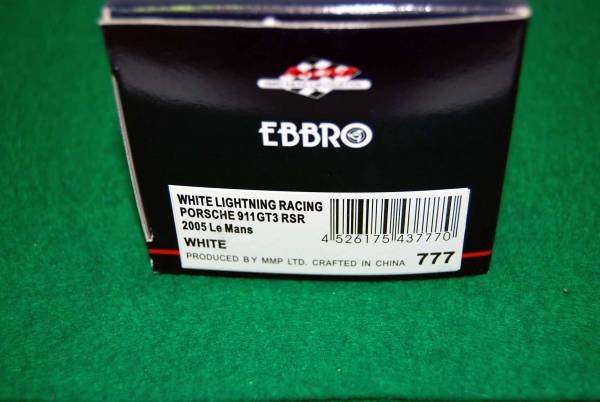 EBBRO
WHITE LIGHTNING RACING
PORSCHE 911GT3 RSR
2005 Le Mans
WHITE
4 526175 437770
PRODUCED BY MMP LTD. CRAFTED IN CHINA 777